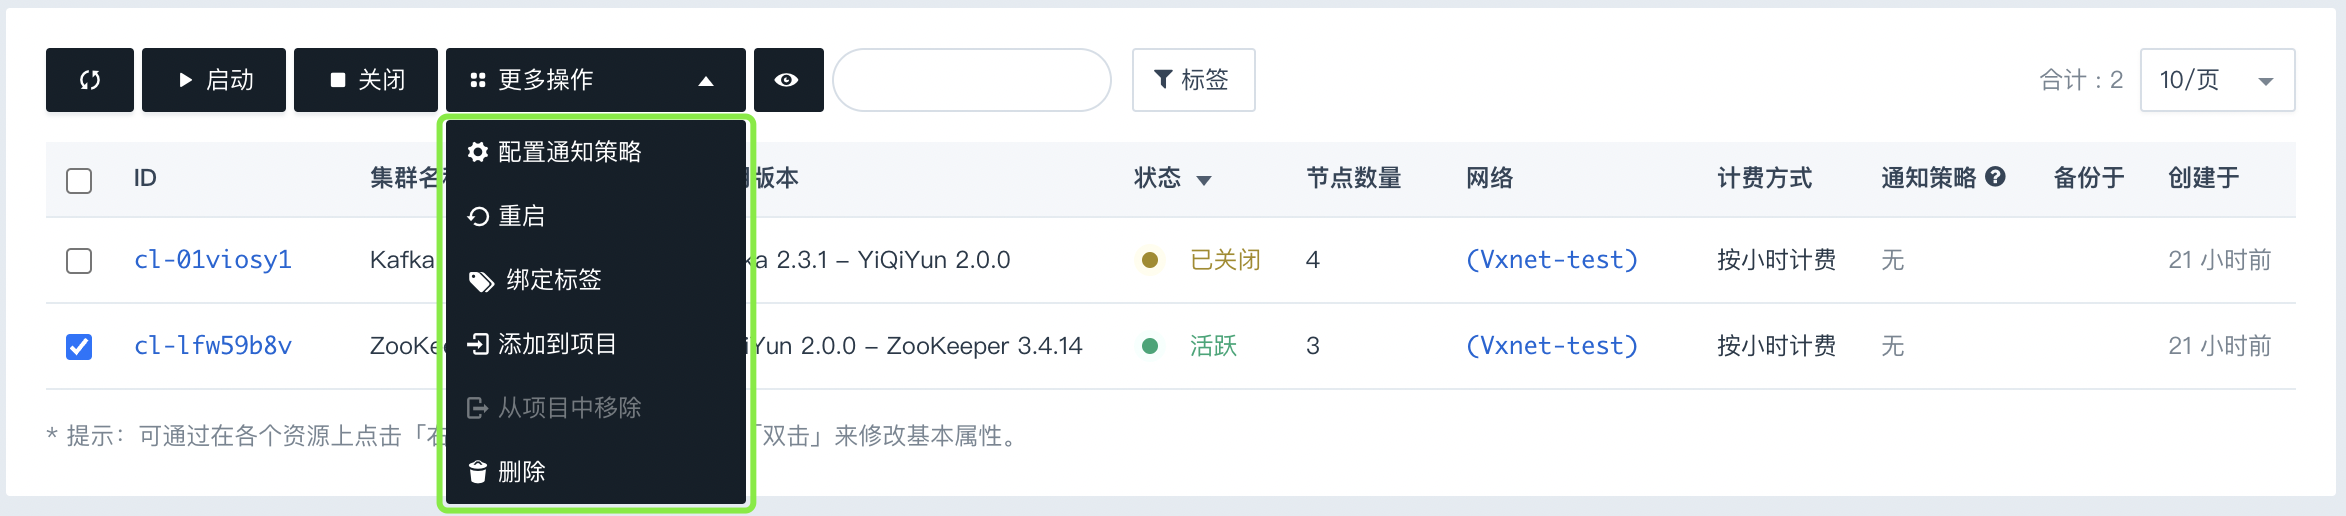 启动 关闭 更多操作 标签 合计：2 10/页
配置通知策略
ID 集群名 版本 状态 节点数量 网络 计费方式 通知策略 备份于 创建于
重启
cl-01viosy1 Kafka ka 2.3.1 – YiQiYun 2.0.0 已关闭 4 (Vxnet-test) 按小时计费 无 21 小时前
绑定标签
添加到项目
cl-lfw59b8v ZooKe iYun 2.0.0 – ZooKeeper 3.4.14 活跃 3 (Vxnet-test) 按小时计费 无 21 小时前
从项目中移除
* 提示：可通过在各个资源上点击「右 「双击」来修改基本属性。
删除